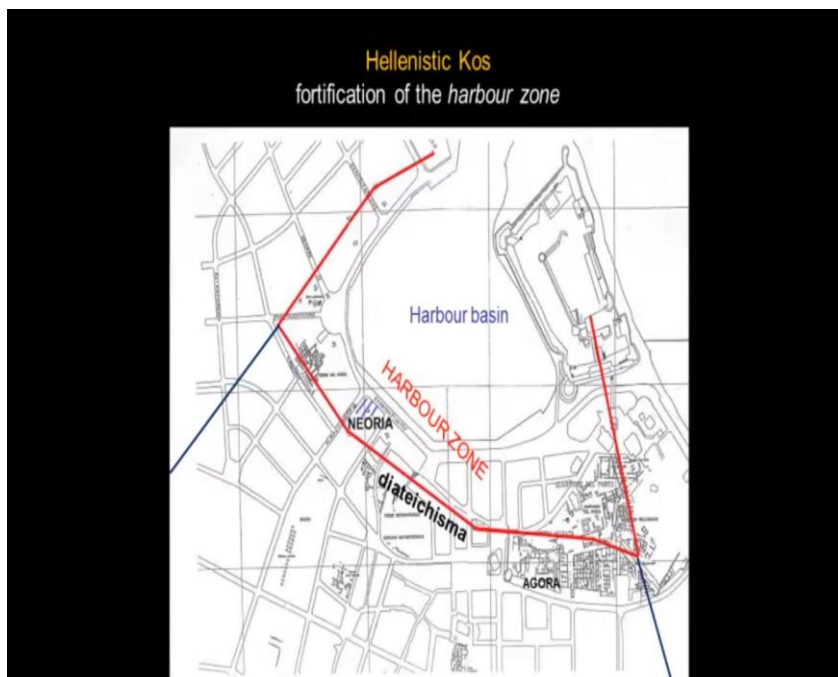 Hellenistic Kos
fortification of the harbour zone
Harbour basin
HARBOUR ZONE
NEORIA
diateichisma
AGORA